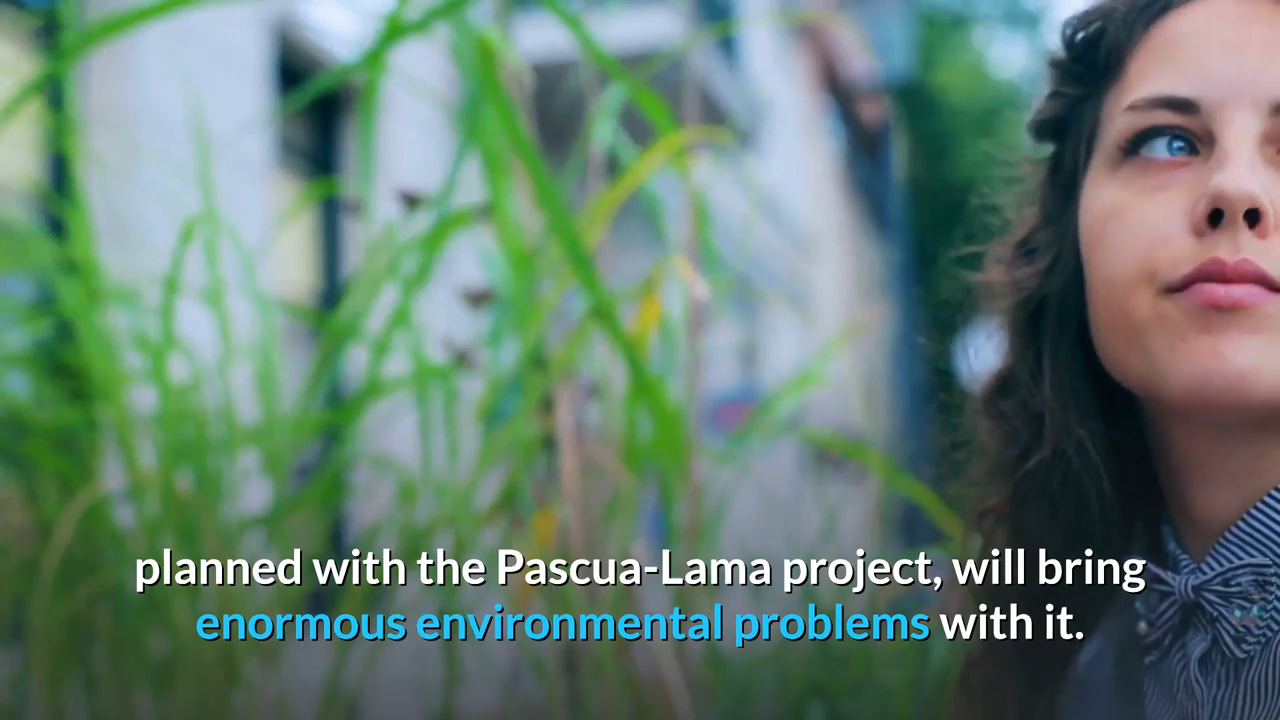 planned with the Pascua-Lama project, will bring
enormous environmental problems with it.